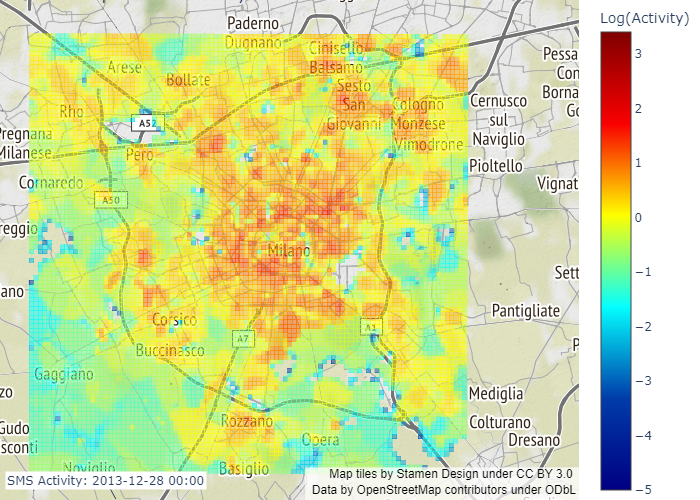 Log(Activity)
Paderno
Dugnano
Cinisello
Balsamo
Arese
Bollate
Sesto
San
Giovanni
Cologno
Monzese
Vimodrone
Rho
A52
Pero
Pregnana
Milanese
Cornaredo
A50
Cernusco
sul
Naviglio
Pioltello
Pessa
Con
Borna
Go
Vignat
reggio
Milano
Sett
ano
Pantigliate
Corsico
Buccinasco
A7
A1
P
Gaggiano
zo
Mediglia
Colturano
Dresano
Gudo
sconti
Rozzano
Opera
Noviglio
Basiglio
SMS Activity: 2013-12-28 00:00
Map tiles by Stamen Design under CC BY 3.0
Data by OpenStreetMap contributors under ODbL
3
2
1
0
−1
−2
−3
−4
−5